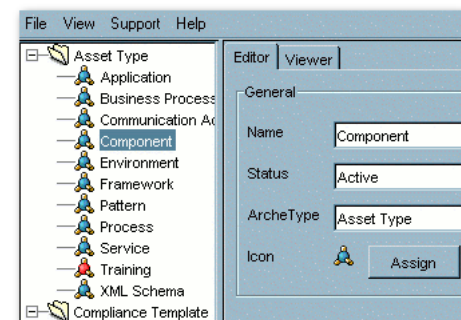 File View Support Help
Asset Type
Application
Business Process
Communication
Component
Environment
Framework
Pattern
Process
Service
Training
XML Schema
Compliance Template
Editor Viewer
General
Name Component
Status Active
ArcheType Asset Type
Icon Assign